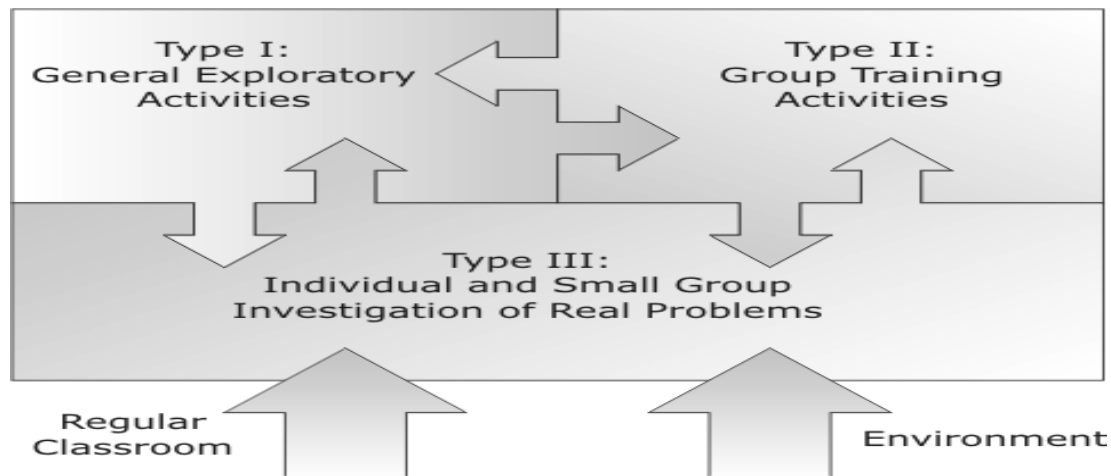 Type I:
General Exploratory
Activities
Type II:
Group Training
Activities
Type III:
Individual and Small Group
Investigation of Real Problems
Regular
Classroom
Environment